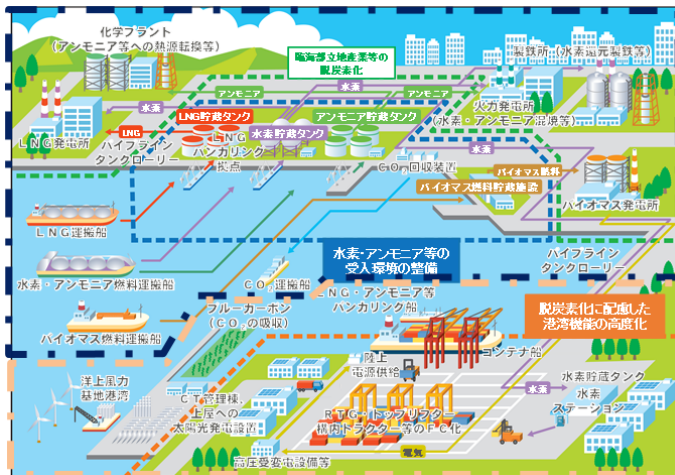 化学プラント
(アンモニア等への熱源転換等)
臨海部立地産業等の
脱炭素化
製鉄所（水素還元製鉄等）
アンモニア
水素
アンモニア
水素
LNG貯蔵タンク
アンモニア貯蔵タンク
火力発電所
(水素・アンモニア混焼等)
LNG
水素貯蔵タンク
LNG発電所
パイプライン
タンクローリー
LNG
バンカリング
拠点
水素
CO₂回収装置
バイオマス燃料
バイオマス燃料貯蔵施設
バイオマス発電所
LNG運搬船
水素・アンモニア等の
受入環境の整備
パイプライン
タンクローリー
水素・アンモニア燃料運搬船
CO₂運搬船
LNG・アンモニア等
バンカリング船
ブルーカーボン
(CO₂の吸収)
脱炭素化に配慮した
港湾機能の高度化
バイオマス燃料運搬船
コンテナ船
陸上
電源供給
洋上風力
基地港湾
水素
水素貯蔵タンク
水素
ステーション
CT管理棟、
上屋への
太陽光発電設置
RTG・トップリフター
構内トラクター等のFC化
電気
高圧受変電設備等